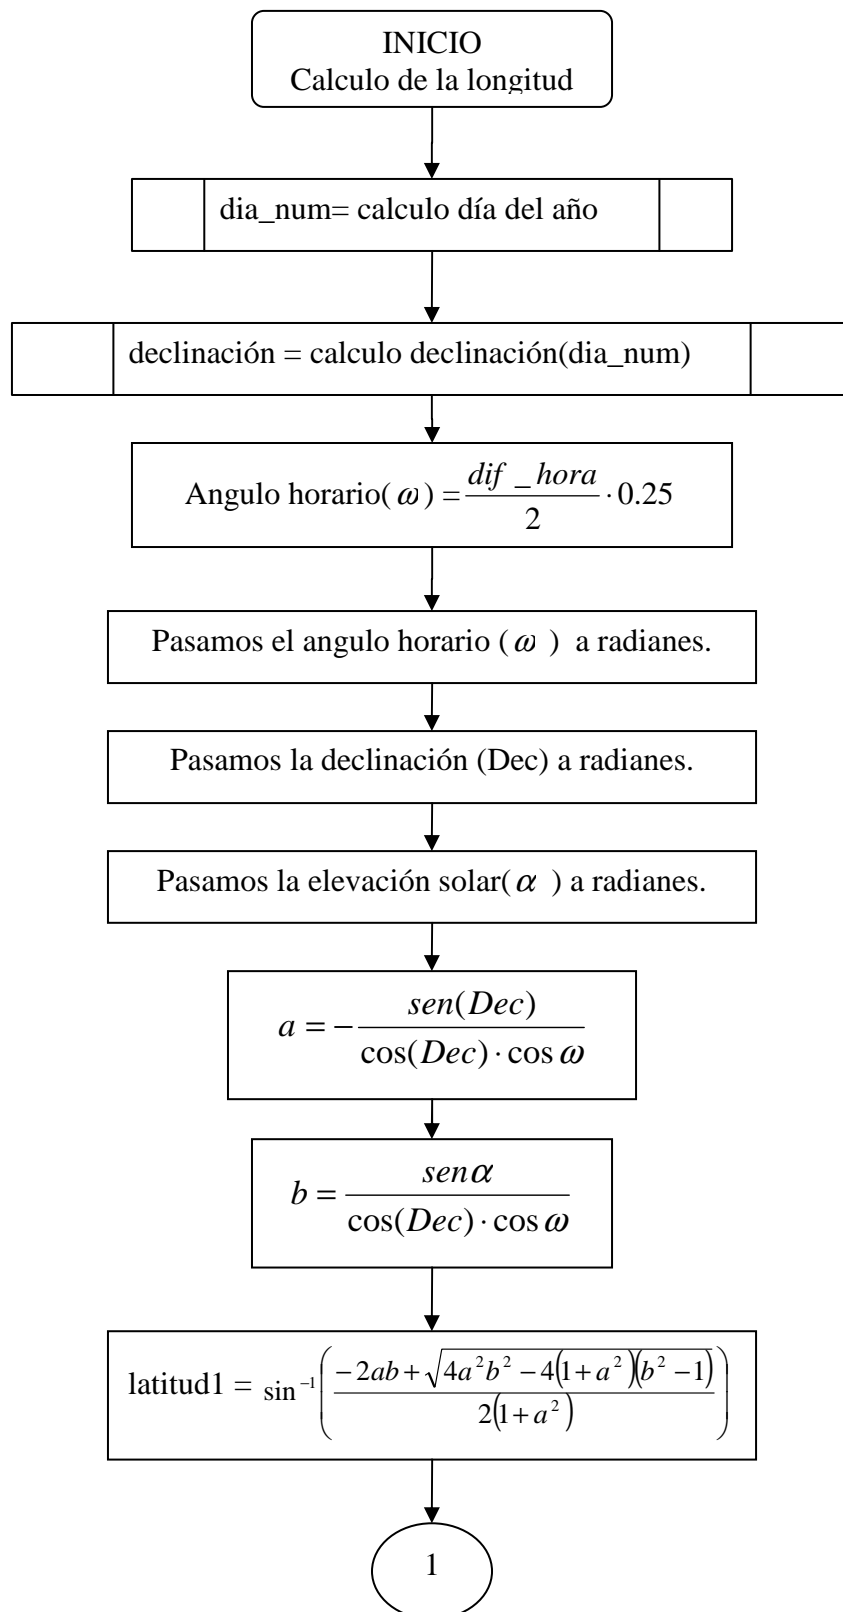 INICIO
Calculo de la longitud
dia_num= calculo día del año
declinación = calculo declinación(dia_num)
Angulo horario( ω ) = dif _ hora / 2 · 0.25
Pasamos el angulo horario ( ω ) a radianes.
Pasamos la declinación (Dec) a radianes.
Pasamos la elevación solar( α ) a radianes.
a = − sen(Dec) / cos(Dec) · cos ω
b = senα / cos(Dec) · cos ω
latitud1 = sin⁻¹( −2ab + √(4a²b² − 4(1 + a²)(b² − 1)) / 2(1 + a²) )
1